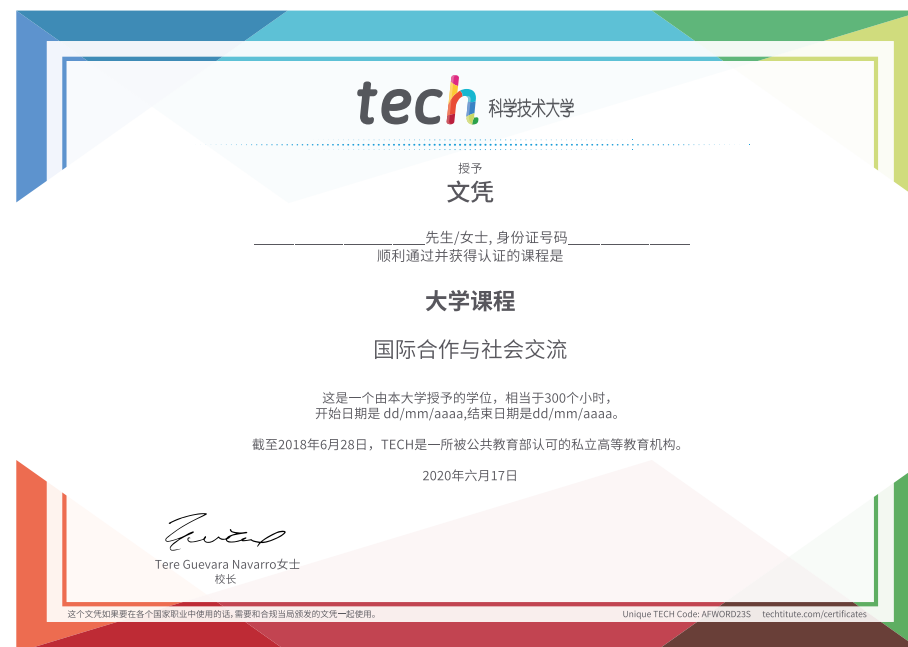 tech 科学技术大学
授予
文凭
____________________先生/女士, 身份证号码______________
顺利通过并获得认证的课程是
大学课程
国际合作与社会交流
这是一个由本大学授予的学位，相当于300个小时，
开始日期是 dd/mm/aaaa,结束日期是dd/mm/aaaa。
截至2018年6月28日，TECH是一所被公共教育部认可的私立高等教育机构。
2020年六月17日
Tere Guevara Navarro女士
校长
这个文凭如果要在各个国家职业中使用的话,需要和合规当局颁发的文凭一起使用。
Unique TECH Code: AFWORD23S techtitute.com/certificates